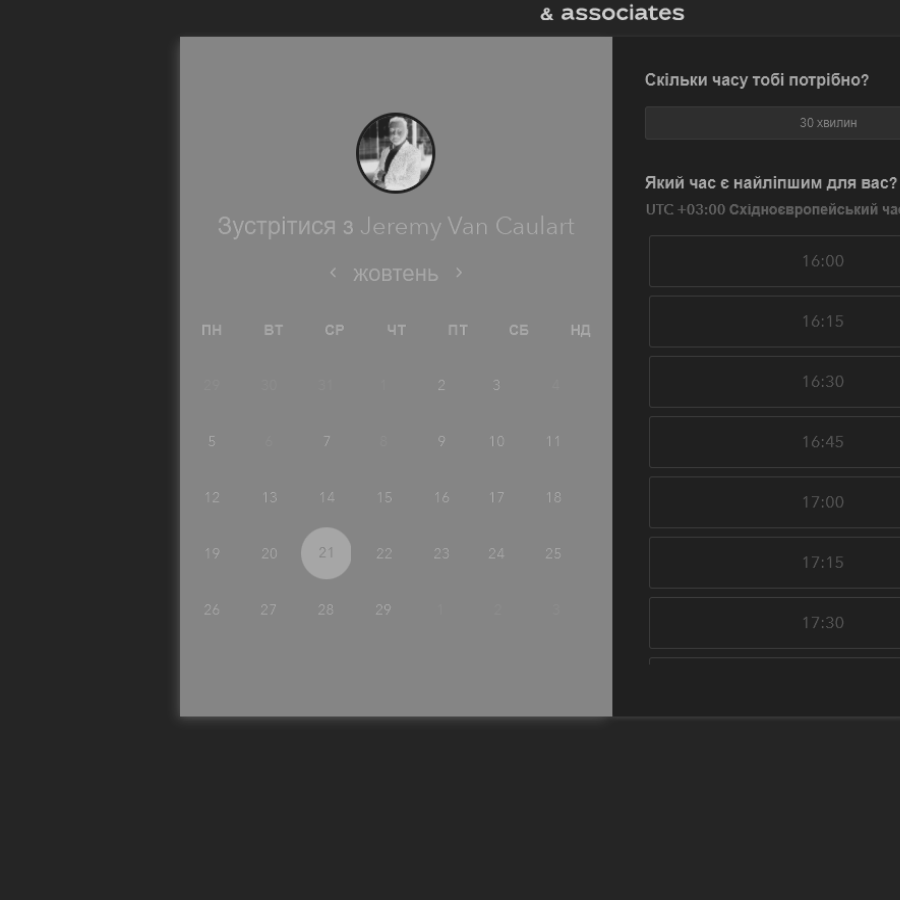 & associates
Зустрітися з Jeremy Van Caulart
‹ жовтень ›
ПН ВТ СР ЧТ ПТ СБ НД
29 30 31 1 2 3 4
5 6 7 8 9 10 11
12 13 14 15 16 17 18
19 20 21 22 23 24 25
26 27 28 29 1 2 3
Скільки часу тобі потрібно?
30 хвилин
Який час є найліпшим для вас?
UTC +03:00 Східноєвропейський час
16:00
16:15
16:30
16:45
17:00
17:15
17:30